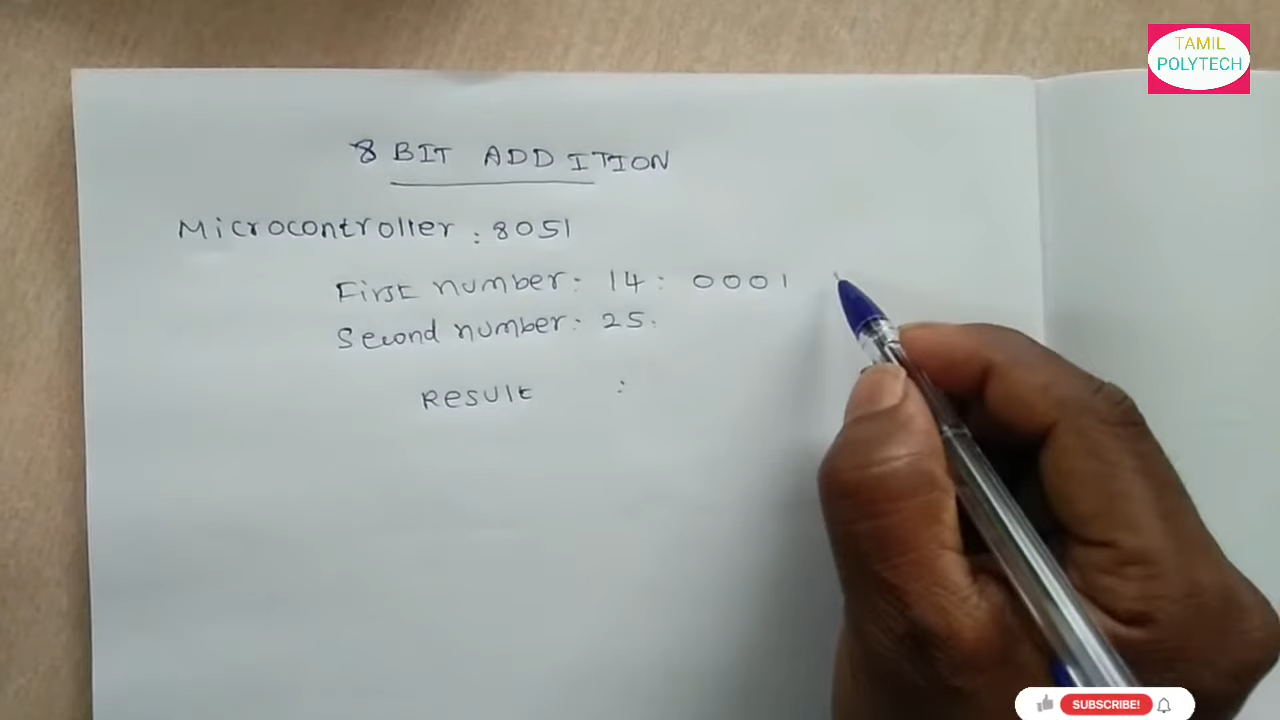 TAMIL
POLYTECH
8 BIT ADDITION
Microcontroller : 8051
First number : 14 : 0001
Second number : 25 :
Result :
SUBSCRIBE!